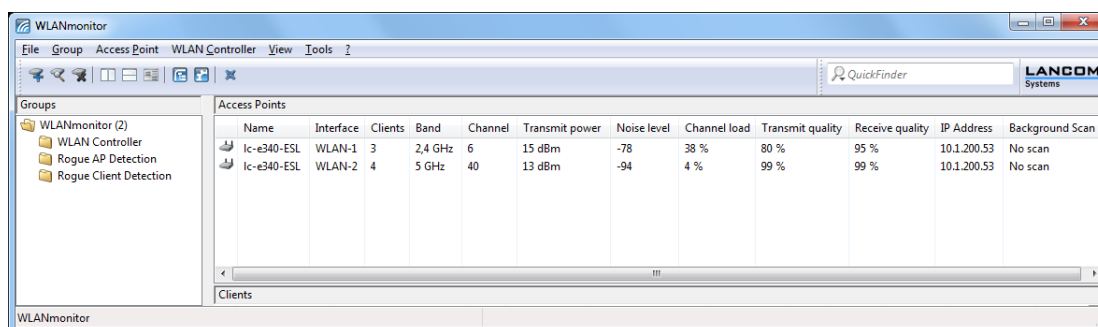 WLANmonitor
File Group Access Point WLAN Controller View Tools ?
QuickFinder
LANCOM
Systems
Groups
Access Points
WLANmonitor (2)
WLAN Controller
Rogue AP Detection
Rogue Client Detection
Name Interface Clients Band Channel Transmit power Noise level Channel load Transmit quality Receive quality IP Address Background Scan
lc-e340-ESL WLAN-1 3 2,4 GHz 6 15 dBm -78 38 % 80 % 95 % 10.1.200.53 No scan
lc-e340-ESL WLAN-2 4 5 GHz 40 13 dBm -94 4 % 99 % 99 % 10.1.200.53 No scan
Clients
WLANmonitor